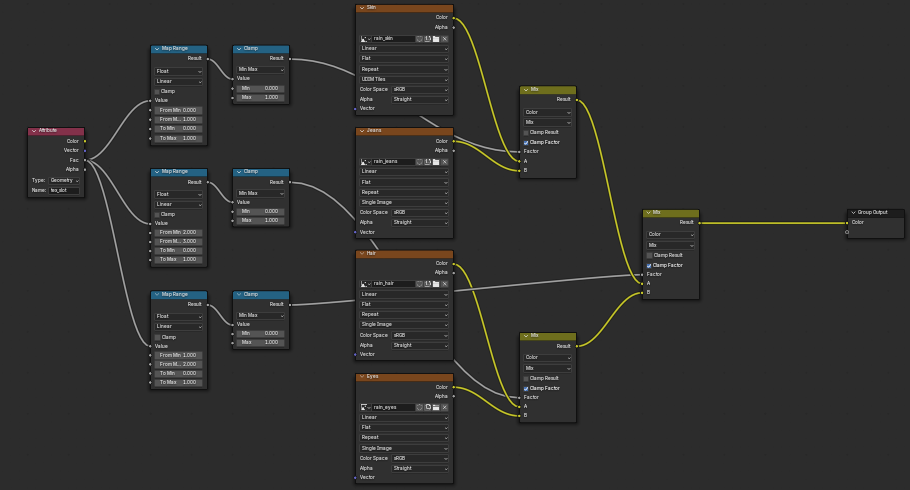 Attribute
Color
Vector
Fac
Alpha
Type: Geometry
Name: tex_slot
Map Range
Result
Float
Linear
Clamp
Value
From Min 0.000
From M... 1.000
To Min 0.000
To Max 1.000
Clamp
Result
Min Max
Value
Min 0.000
Max 1.000
Map Range
Result
Float
Linear
Clamp
Value
From Min 2.000
From M... 3.000
To Min 0.000
To Max 1.000
Clamp
Result
Min Max
Value
Min 0.000
Max 1.000
Map Range
Result
Float
Linear
Clamp
Value
From Min 1.000
From M... 2.000
To Min 0.000
To Max 1.000
Clamp
Result
Min Max
Value
Min 0.000
Max 1.000
Skin
Color
Alpha
rain_skin
Linear
Flat
Repeat
UDIM Tiles
Color Space sRGB
Alpha Straight
Vector
Jeans
Color
Alpha
rain_jeans
Linear
Flat
Repeat
Single Image
Color Space sRGB
Alpha Straight
Vector
Hair
Color
Alpha
rain_hair
Linear
Flat
Repeat
Single Image
Color Space sRGB
Alpha Straight
Vector
Eyes
Color
Alpha
rain_eyes
Linear
Flat
Repeat
Single Image
Color Space sRGB
Alpha Straight
Vector
Mix
Result
Color
Mix
Clamp Result
Clamp Factor
Factor
A
B
Mix
Result
Color
Mix
Clamp Result
Clamp Factor
Factor
A
B
Mix
Result
Color
Mix
Clamp Result
Clamp Factor
Factor
A
B
Group Output
Color